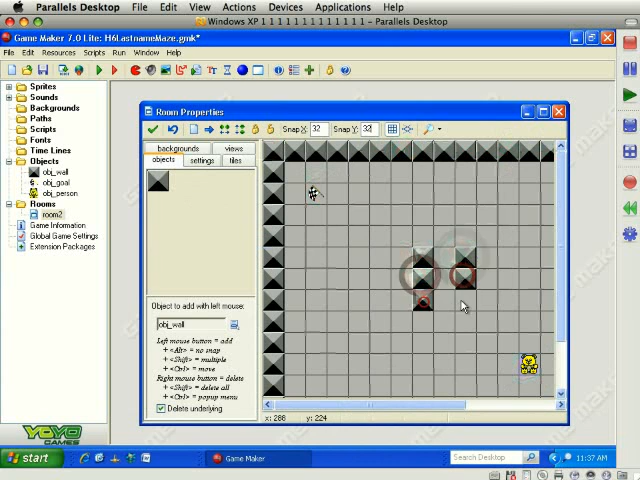 Parallels Desktop File Edit View Actions Devices Applications Help
Windows XP 1 1 1 1 1 1 1 1 1 1 1 1 1 - Parallels Desktop
Game Maker 7.0 Lite: H6LastnameMaze.gmk*
File Edit Resources Run Window Help
Sprites
Sounds
Backgrounds
Paths
Scripts
Fonts
Time Lines
Objects
obj_wall
obj_goal
obj_person
Rooms
room2
Game Information
Global Game Settings
Extension Packages
Room Properties
Snap X: 32 Snap Y: 32
backgrounds views
objects settings tiles
Object to add with left mouse:
obj_wall
Left mouse button = add
+ <Alt> = no snap
+ <Shift> = multiple
+ <Ctrl> = move
Right mouse button = delete
+ <Shift> = delete all
+ <Ctrl> = popup menu
Delete underlying
x: 288 y: 224
YOYO
GAMES
start
Game Maker
Search Desktop
11:37 AM